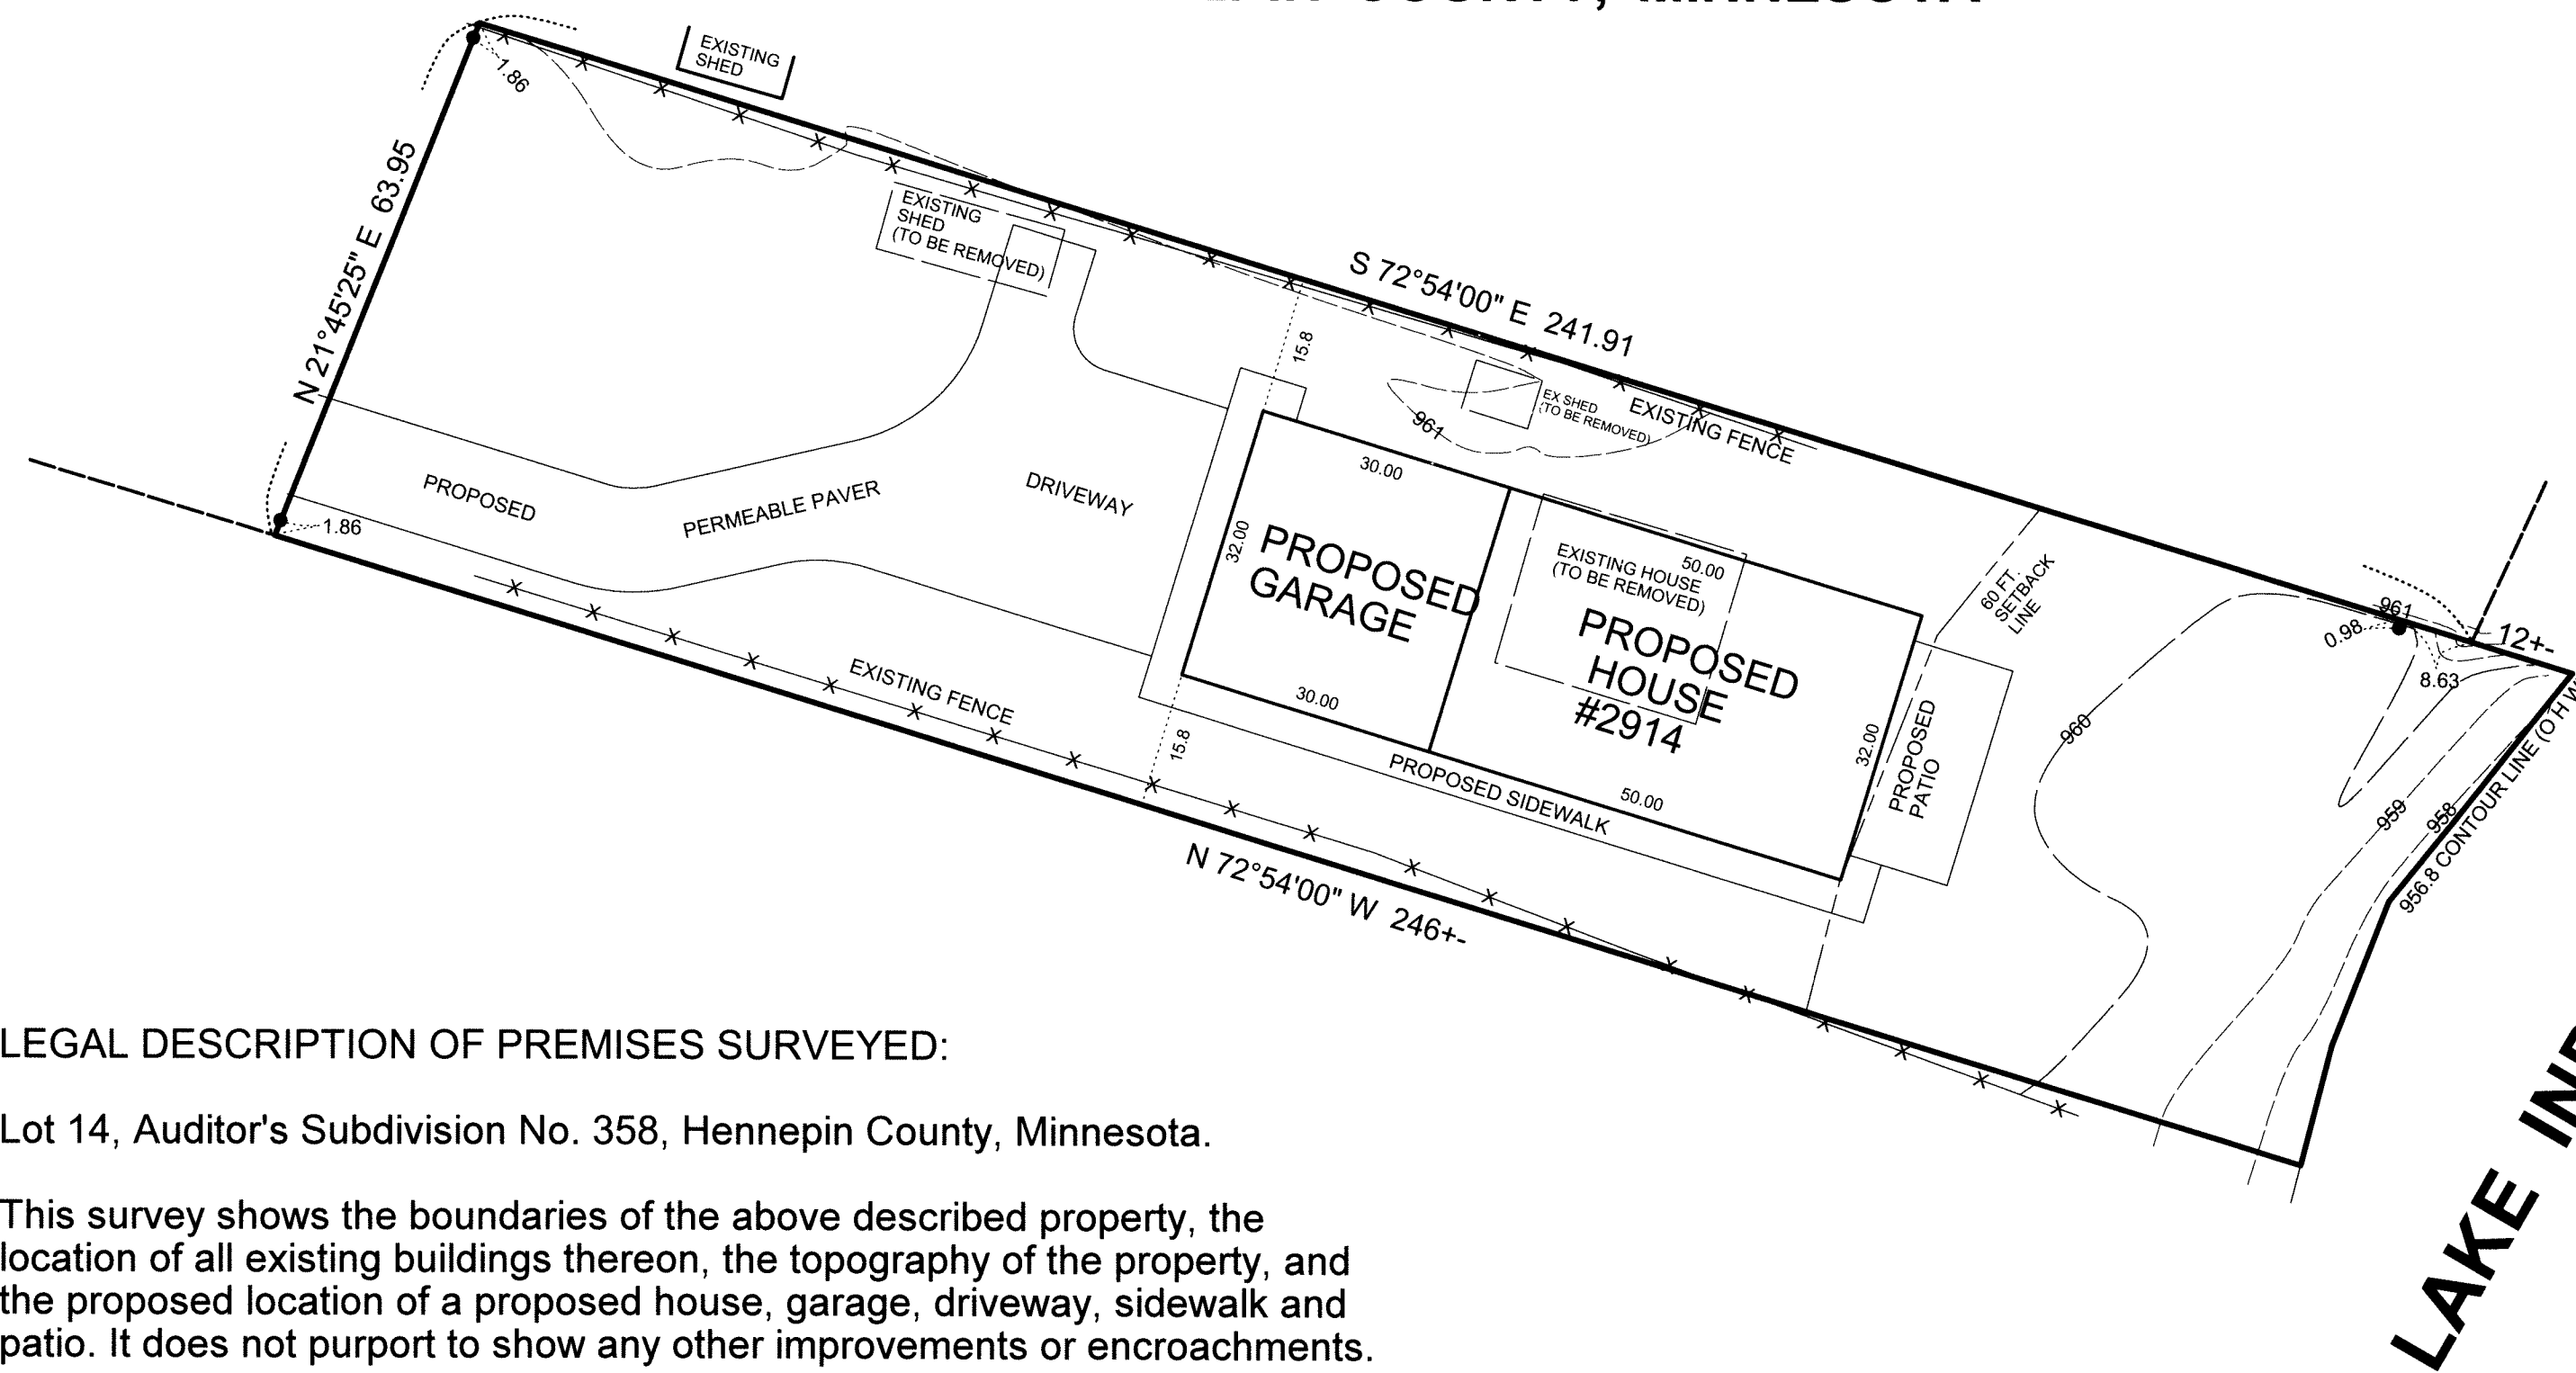 COUNTY, MINNESOTA
EXISTING
SHED
1.86
N 21°45'25" E 63.95
EXISTING
SHED
(TO BE REMOVED)
S 72°54'00" E 241.91
15.8
961
EX SHED
(TO BE REMOVED)
EXISTING FENCE
PROPOSED
PERMEABLE PAVER
DRIVEWAY
1.86
30.00
32.00
PROPOSED
GARAGE
30.00
EXISTING HOUSE
(TO BE REMOVED)
50.00
PROPOSED
HOUSE
#2914
50.00
32.00
PROPOSED
PATIO
60 FT.
SETBACK
LINE
961
0.98
12+-
8.63
960
959
958
956.8 CONTOUR LINE (O H W
EXISTING FENCE
15.8
PROPOSED SIDEWALK
N 72°54'00" W 246+-
LAKE
LEGAL DESCRIPTION OF PREMISES SURVEYED:
Lot 14, Auditor's Subdivision No. 358, Hennepin County, Minnesota.
This survey shows the boundaries of the above described property, the
location of all existing buildings thereon, the topography of the property, and
the proposed location of a proposed house, garage, driveway, sidewalk and
patio. It does not purport to show any other improvements or encroachments.